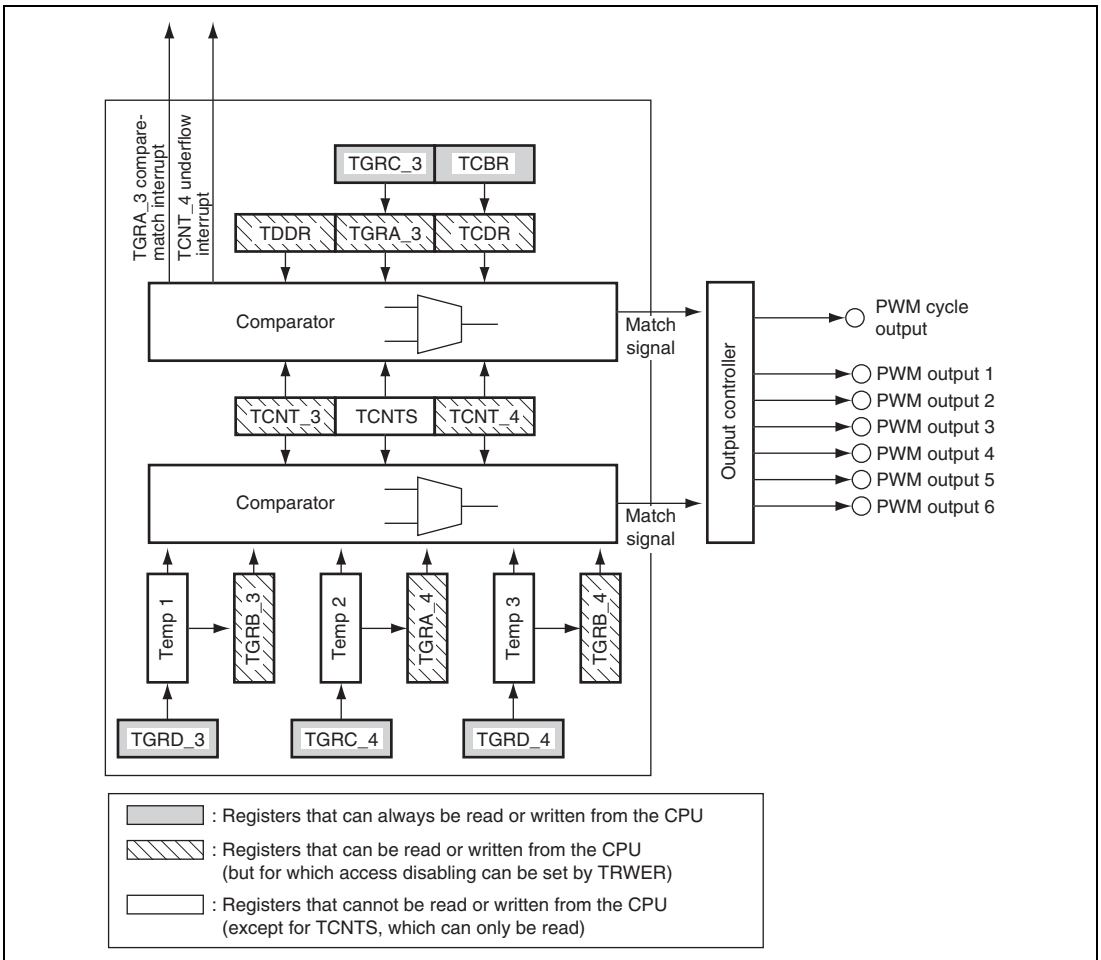 TGRA_3 compare-
match interrupt
TCNT_4 underflow
interrupt
TGRC_3
TCBR
TDDR
TGRA_3
TCDR
Comparator
Match
signal
PWM cycle
output
Output controller
PWM output 1
PWM output 2
PWM output 3
PWM output 4
PWM output 5
PWM output 6
TCNT_3
TCNTS
TCNT_4
Comparator
Match
signal
Temp 1
TGRB_3
Temp 2
TGRA_4
Temp 3
TGRB_4
TGRD_3
TGRC_4
TGRD_4
: Registers that can always be read or written from the CPU
: Registers that can be read or written from the CPU
(but for which access disabling can be set by TRWER)
: Registers that cannot be read or written from the CPU
(except for TCNTS, which can only be read)